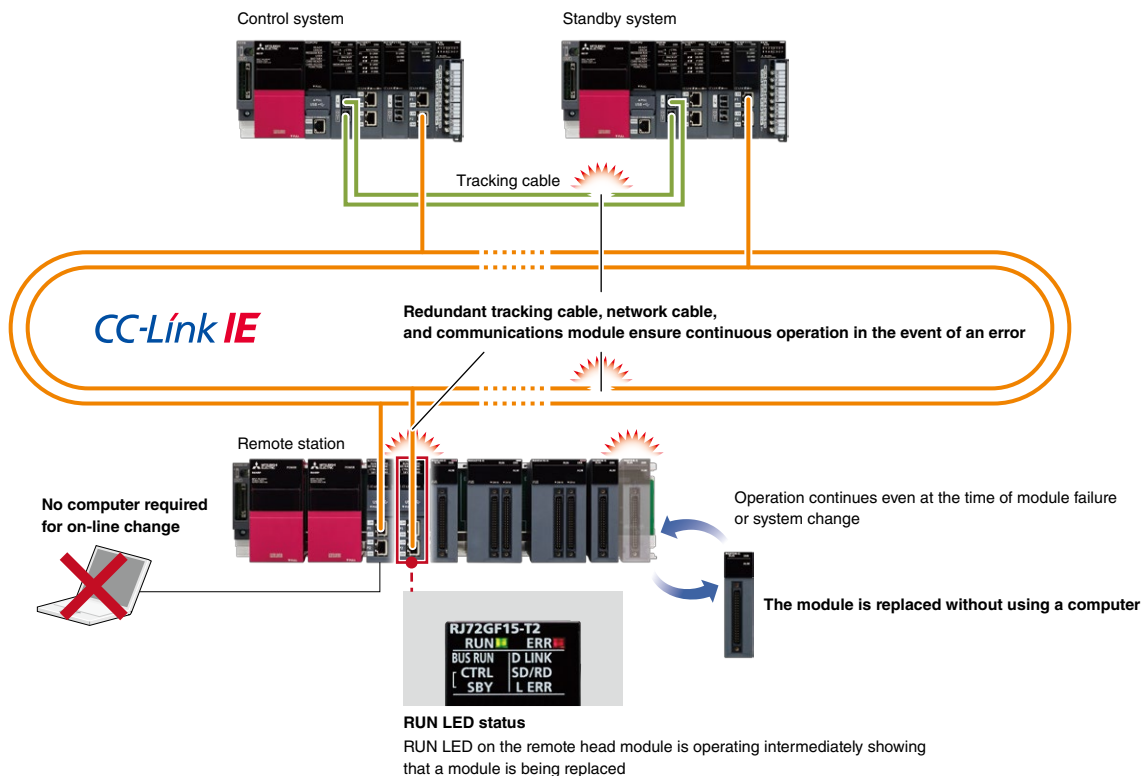 Control system
Standby system
Tracking cable
CC-Link IE
Redundant tracking cable, network cable,
and communications module ensure continuous operation in the event of an error
Remote station
No computer required
for on-line change
Operation continues even at the time of module failure
or system change
The module is replaced without using a computer
RJ72GF15-T2
RUN ERR
BUS RUN D LINK
CTRL SD/RD
SBY L ERR
RUN LED status
RUN LED on the remote head module is operating intermediately showing
that a module is being replaced